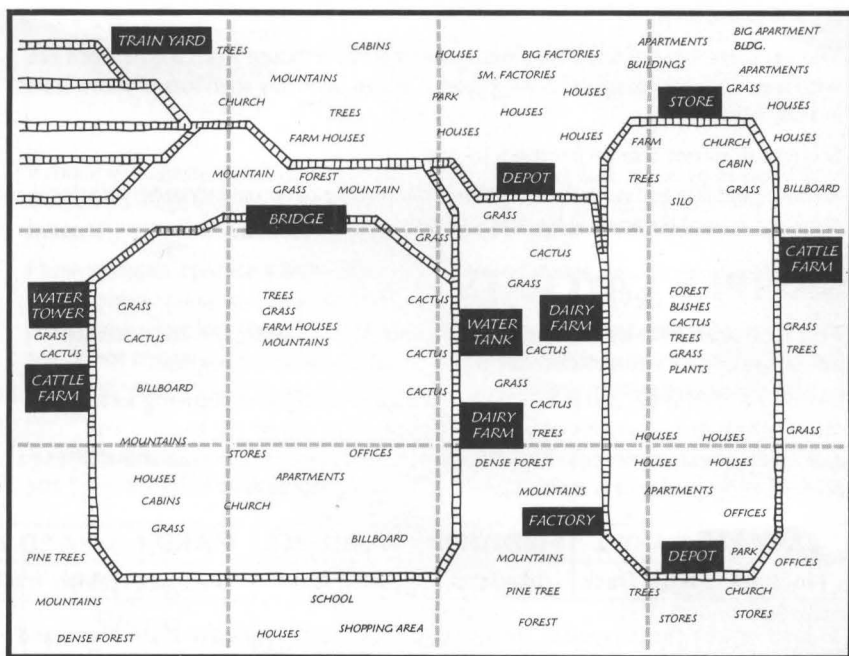 TRAIN YARD
TREES
CABINS
HOUSES
APARTMENTS
BIG APARTMENT
BLDG.
BIG FACTORIES
SM. FACTORIES
BUILDINGS
APARTMENTS
MOUNTAINS
PARK
HOUSES
GRASS
STORE
HOUSES
CHURCH
TREES
HOUSES
FARM HOUSES
HOUSES
HOUSES
FARM
CHURCH
HOUSES
CABIN
MOUNTAIN
FOREST
GRASS
MOUNTAIN
DEPOT
TREES
GRASS
BILLBOARD
SILO
BRIDGE
GRASS
GRASS
CACTUS
CATTLE
FARM
GRASS
WATER
TOWER
GRASS
CACTUS
GRASS
CACTUS
CATTLE
FARM
BILLBOARD
MOUNTAINS
TREES
GRASS
FARM HOUSES
MOUNTAINS
CACTUS
CACTUS
CACTUS
WATER
TANK
DAIRY
FARM
CACTUS
GRASS
DAIRY
FARM
CACTUS
TREES
FOREST
BUSHES
CACTUS
TREES
GRASS
PLANTS
GRASS
TREES
GRASS
HOUSES
HOUSES
STORES
OFFICES
DENSE FOREST
HOUSES
HOUSES
HOUSES
APARTMENTS
MOUNTAINS
APARTMENTS
CABINS
CHURCH
GRASS
FACTORY
OFFICES
BILLBOARD
PINE TREES
MOUNTAINS
DEPOT
PARK
OFFICES
MOUNTAINS
SCHOOL
PINE TREE
TREES
CHURCH
DENSE FOREST
HOUSES
SHOPPING AREA
FOREST
STORES
STORES